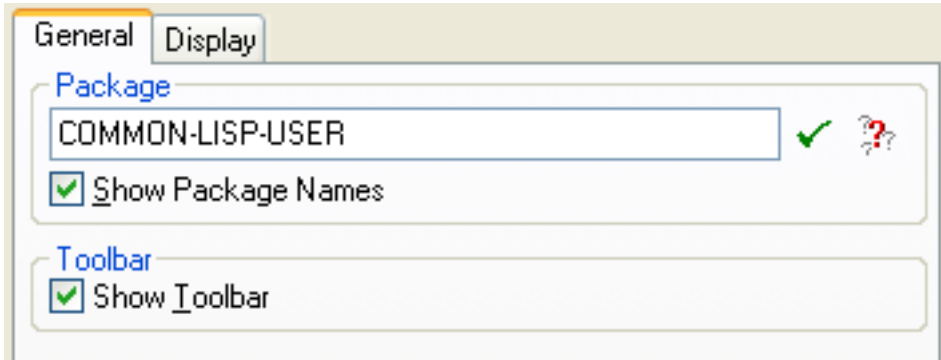 General
Display
Package
COMMON-LISP-USER
Show Package Names
Toolbar
Show Toolbar